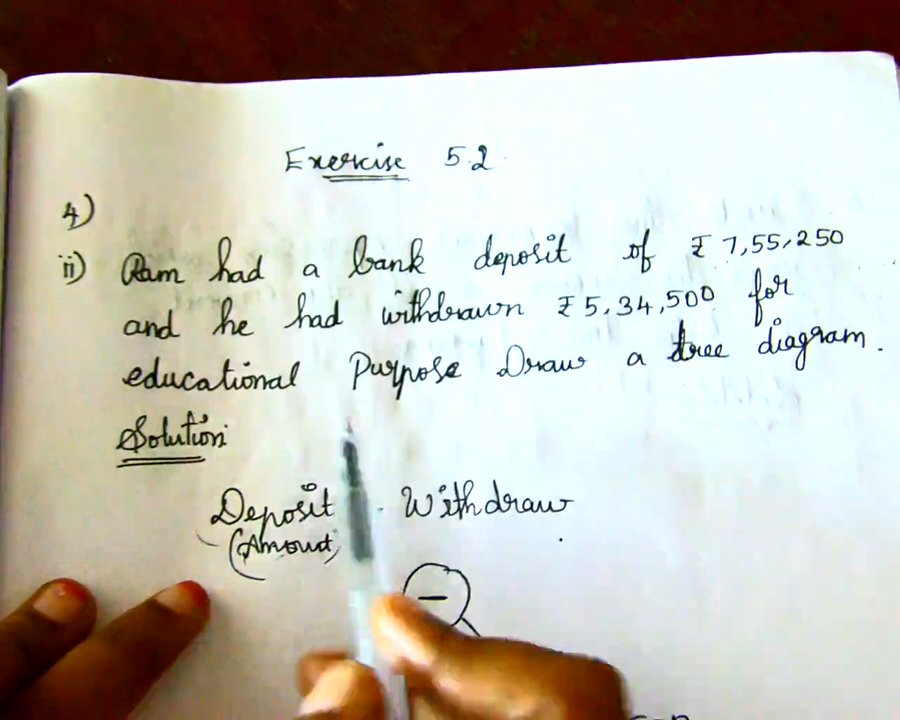 Exercise 5.2
4)
ii) Ram had a bank deposit of ₹ 7,55,250
and he had withdrawn ₹ 5,34,500 for
educational Purpose Draw a tree diagram.
Solution
Deposit Withdraw
(Amount)
−